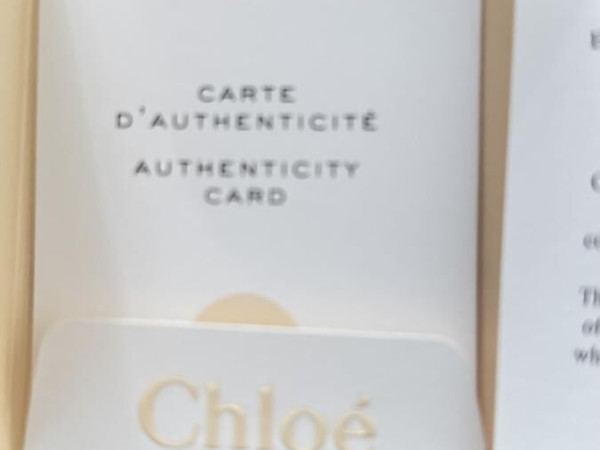 CARTE
D'AUTHENTICITÉ
AUTHENTICITY
CARD
Chloé